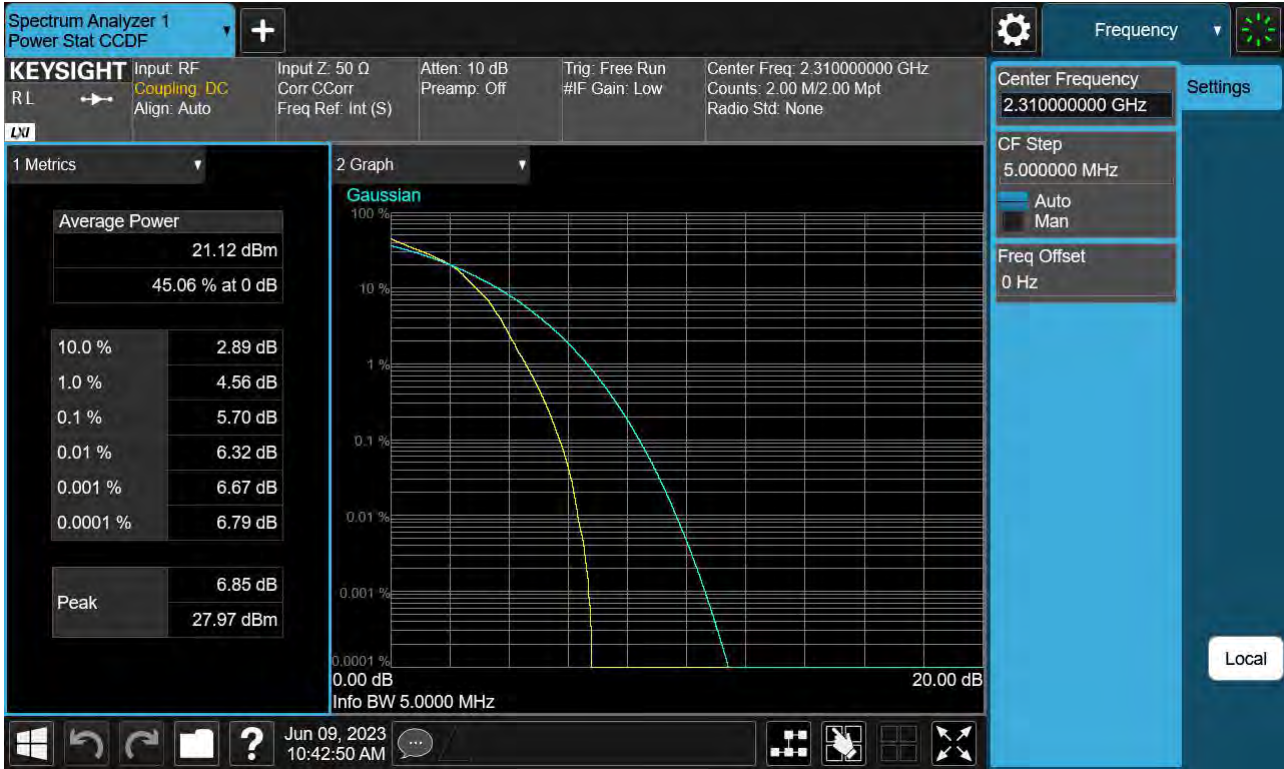 Spectrum Analyzer 1
Power Stat CCDF
Frequency
KEYSIGHT
RL
LXI
Input: RF
Coupling: DC
Align: Auto
Input Z: 50 Ω
Corr CCorr
Freq Ref: Int (S)
Atten: 10 dB
Preamp: Off
Trig: Free Run
#IF Gain: Low
Center Freq: 2.310000000 GHz
Counts: 2.00 M/2.00 Mpt
Radio Std: None
1 Metrics
Average Power
21.12 dBm
45.06 % at 0 dB
10.0 % 2.89 dB
1.0 % 4.56 dB
0.1 % 5.70 dB
0.01 % 6.32 dB
0.001 % 6.67 dB
0.0001 % 6.79 dB
Peak
6.85 dB
27.97 dBm
2 Graph
Gaussian
100 %
10 %
1 %
0.1 %
0.01 %
0.001 %
0.0001 %
0.00 dB 20.00 dB
Info BW 5.0000 MHz
Center Frequency
2.310000000 GHz
CF Step
5.000000 MHz
Auto
Man
Freq Offset
0 Hz
Settings
Local
?
Jun 09, 2023
10:42:50 AM